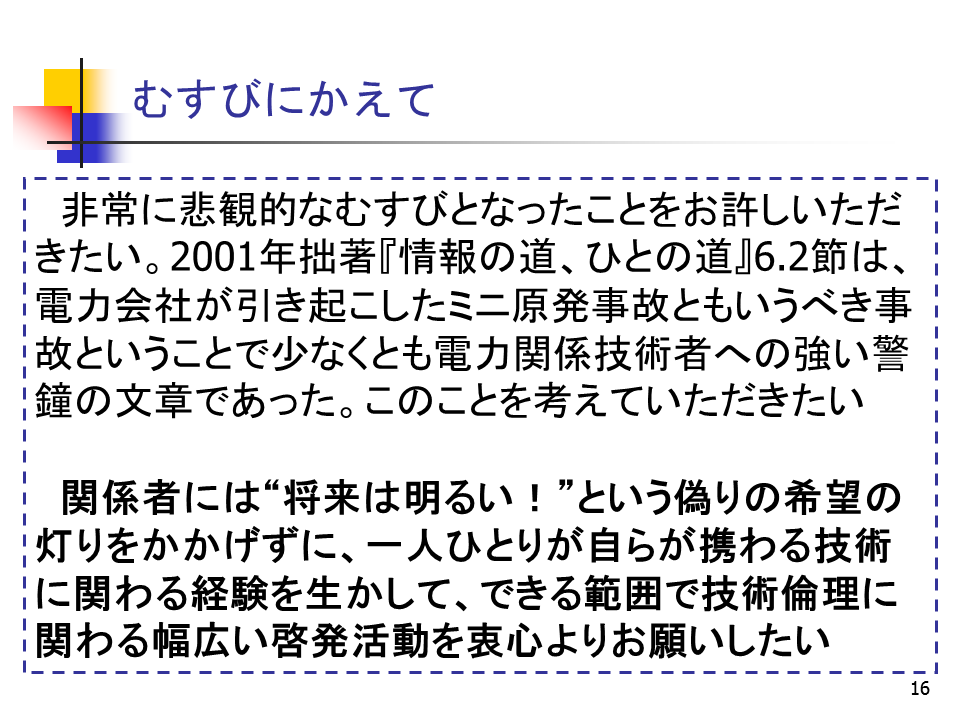 むすびにかえて
非常に悲観的なむすびとなったことをお許しいただ
きたい。2001年拙著『情報の道、ひとの道』6.2節は、
電力会社が引き起こしたミニ原発事故ともいうべき事
故ということで少なくとも電力関係技術者への強い警
鐘の文章であった。このことを考えていただきたい
関係者には“将来は明るい！”という偽りの希望の
灯りをかかげずに、一人ひとりが自らが携わる技術
に関わる経験を生かして、できる範囲で技術倫理に
関わる幅広い啓発活動を衷心よりお願いしたい
16